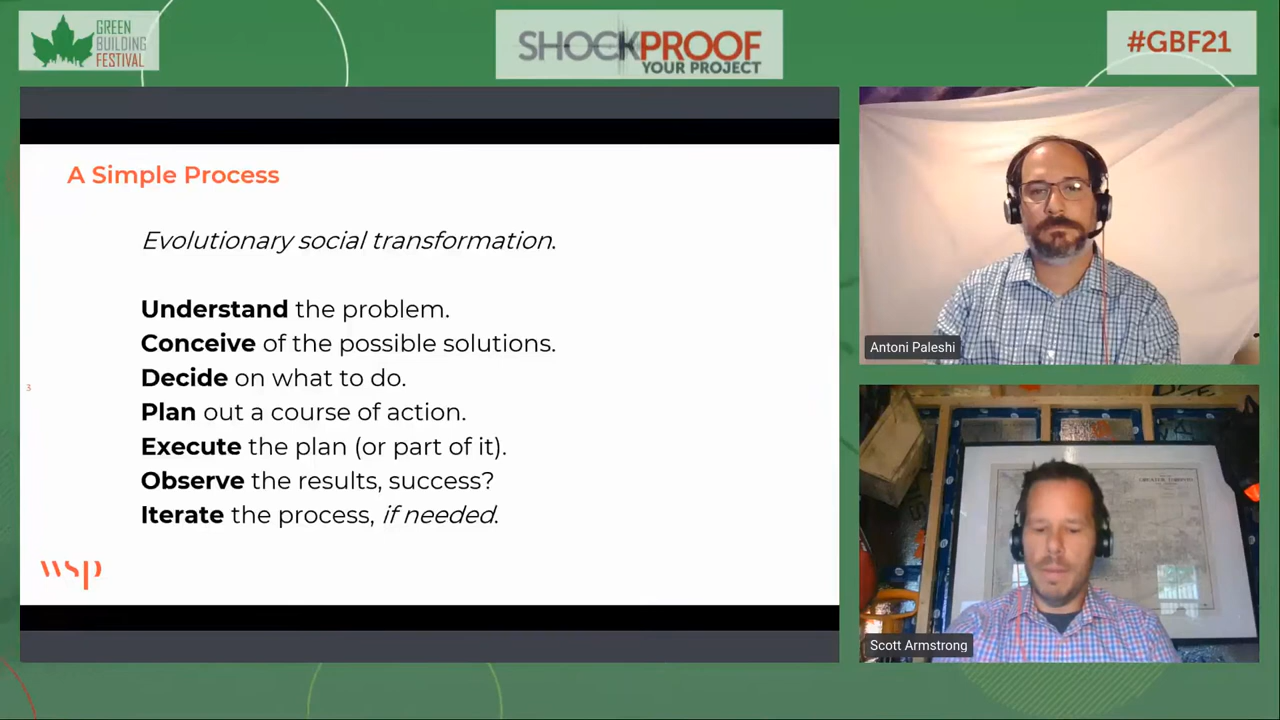 GREEN
BUILDING
FESTIVAL
SHOCKPROOF
YOUR PROJECT
#GBF21
A Simple Process
Evolutionary social transformation.
Understand the problem.
Conceive of the possible solutions.
Decide on what to do.
Plan out a course of action.
3
Execute the plan (or part of it).
Observe the results, success?
Iterate the process, if needed.
wsp
Antoni Paleshi
Scott Armstrong